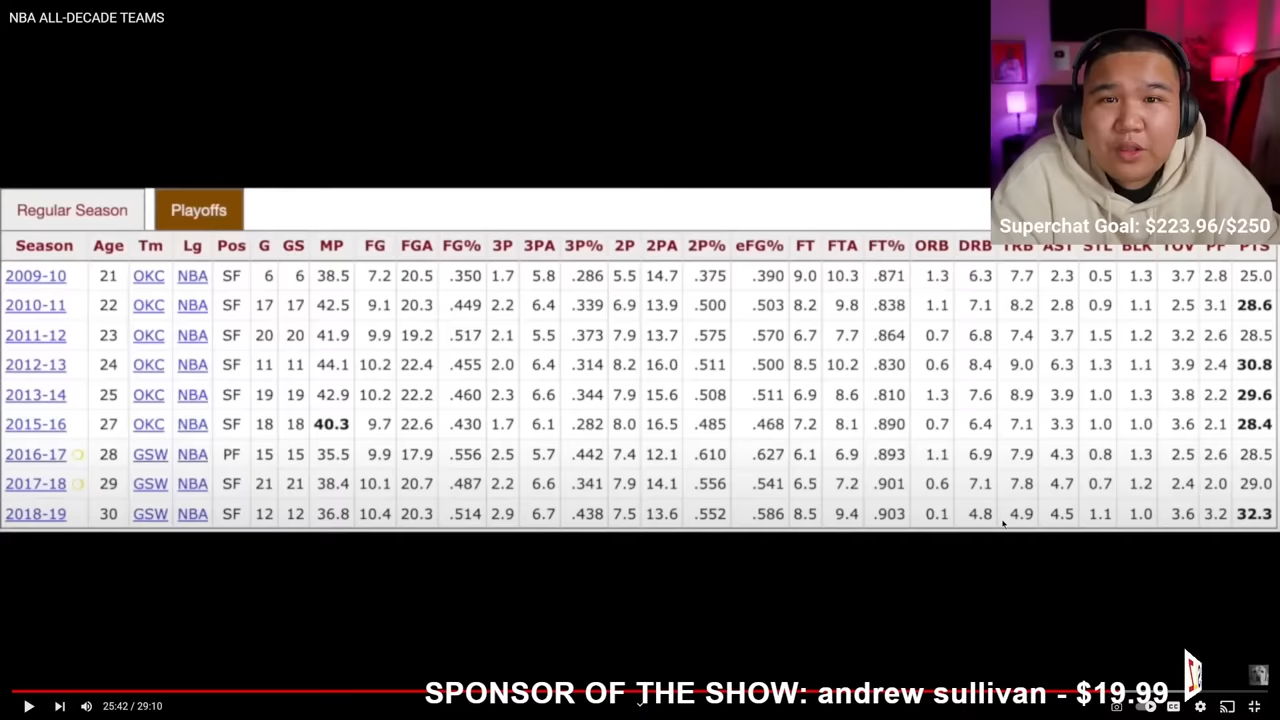 NBA ALL-DECADE TEAMS
Superchat Goal: $223.96/$250
Regular Season Playoffs
Season Age Tm Lg Pos G GS MP FG FGA FG% 3P 3PA 3P% 2P 2PA 2P% eFG% FT FTA FT% ORB DRB TRB AST STL BLK TOV PF PTS
2009-10 21 OKC NBA SF 6 6 38.5 7.2 20.5 .350 1.7 5.8 .286 5.5 14.7 .375 .390 9.0 10.3 .871 1.3 6.3 7.7 2.3 0.5 1.3 3.7 2.8 25.0
2010-11 22 OKC NBA SF 17 17 42.5 9.1 20.3 .449 2.2 6.4 .339 6.9 13.9 .500 .503 8.2 9.8 .838 1.1 7.1 8.2 2.8 0.9 1.1 2.5 3.1 28.6
2011-12 23 OKC NBA SF 20 20 41.9 9.9 19.2 .517 2.1 5.5 .373 7.9 13.7 .575 .570 6.7 7.7 .864 0.7 6.8 7.4 3.7 1.5 1.2 3.2 2.6 28.5
2012-13 24 OKC NBA SF 11 11 44.1 10.2 22.4 .455 2.0 6.4 .314 8.2 16.0 .511 .500 8.5 10.2 .830 0.6 8.4 9.0 6.3 1.3 1.1 3.9 2.4 30.8
2013-14 25 OKC NBA SF 19 19 42.9 10.2 22.2 .460 2.3 6.6 .344 7.9 15.6 .508 .511 6.9 8.6 .810 1.3 7.6 8.9 3.9 1.0 1.3 3.8 2.2 29.6
2015-16 27 OKC NBA SF 18 18 40.3 9.7 22.6 .430 1.7 6.1 .282 8.0 16.5 .485 .468 7.2 8.1 .890 0.7 6.4 7.1 3.3 1.0 1.0 3.6 2.1 28.4
2016-17 28 GSW NBA PF 15 15 35.5 9.9 17.9 .556 2.5 5.7 .442 7.4 12.1 .610 .627 6.1 6.9 .893 1.1 6.9 7.9 4.3 0.8 1.3 2.5 2.6 28.5
2017-18 29 GSW NBA SF 21 21 38.4 10.1 20.7 .487 2.2 6.6 .341 7.9 14.1 .556 .541 6.5 7.2 .901 0.6 7.1 7.8 4.7 0.7 1.2 2.4 2.0 29.0
2018-19 30 GSW NBA SF 12 12 36.8 10.4 20.3 .514 2.9 6.7 .438 7.5 13.6 .552 .586 8.5 9.4 .903 0.1 4.8 4.9 4.5 1.1 1.0 3.6 3.2 32.3
SPONSOR OF THE SHOW: andrew sullivan - $19.99
25:42 / 29:10